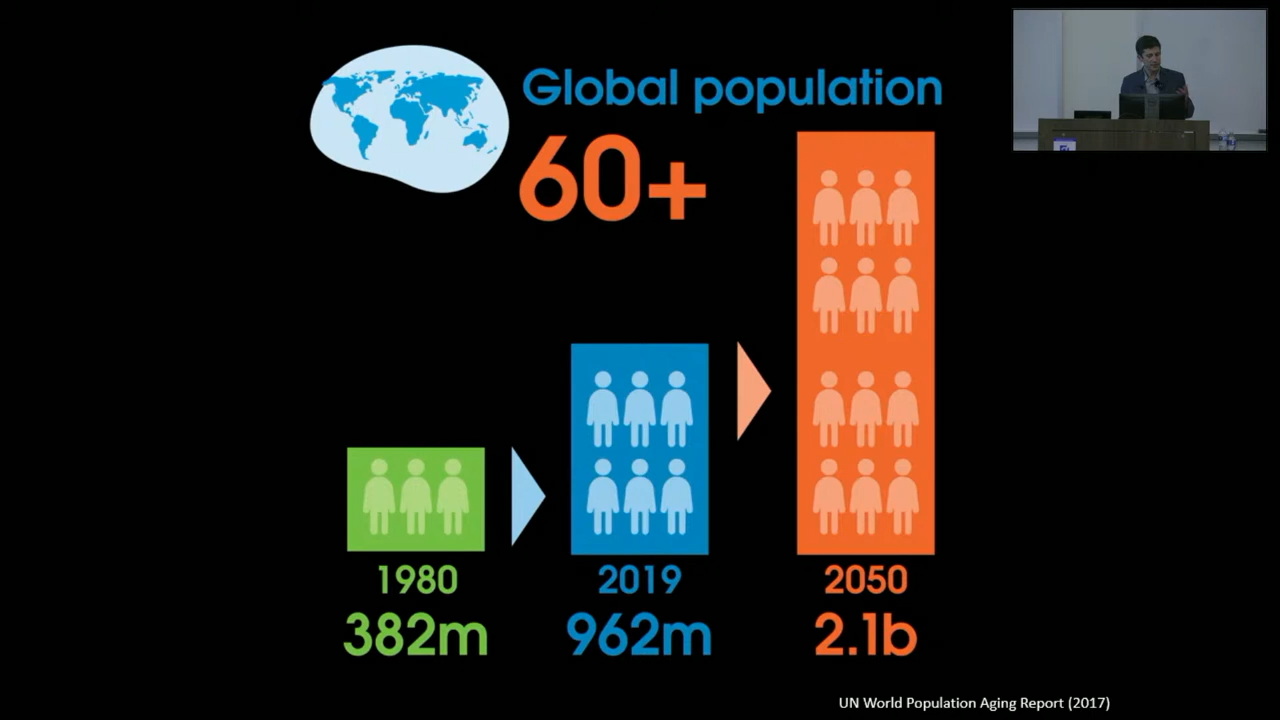 Global population
60+
1980
382m
2019
962m
2050
2.1b
UN World Population Aging Report (2017)